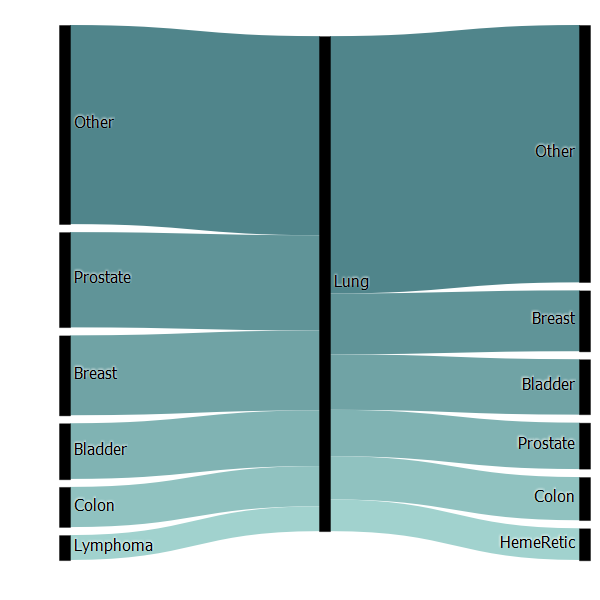 Other
Prostate
Breast
Bladder
Colon
Lymphoma
Lung
Other
Breast
Bladder
Prostate
Colon
HemeRetic